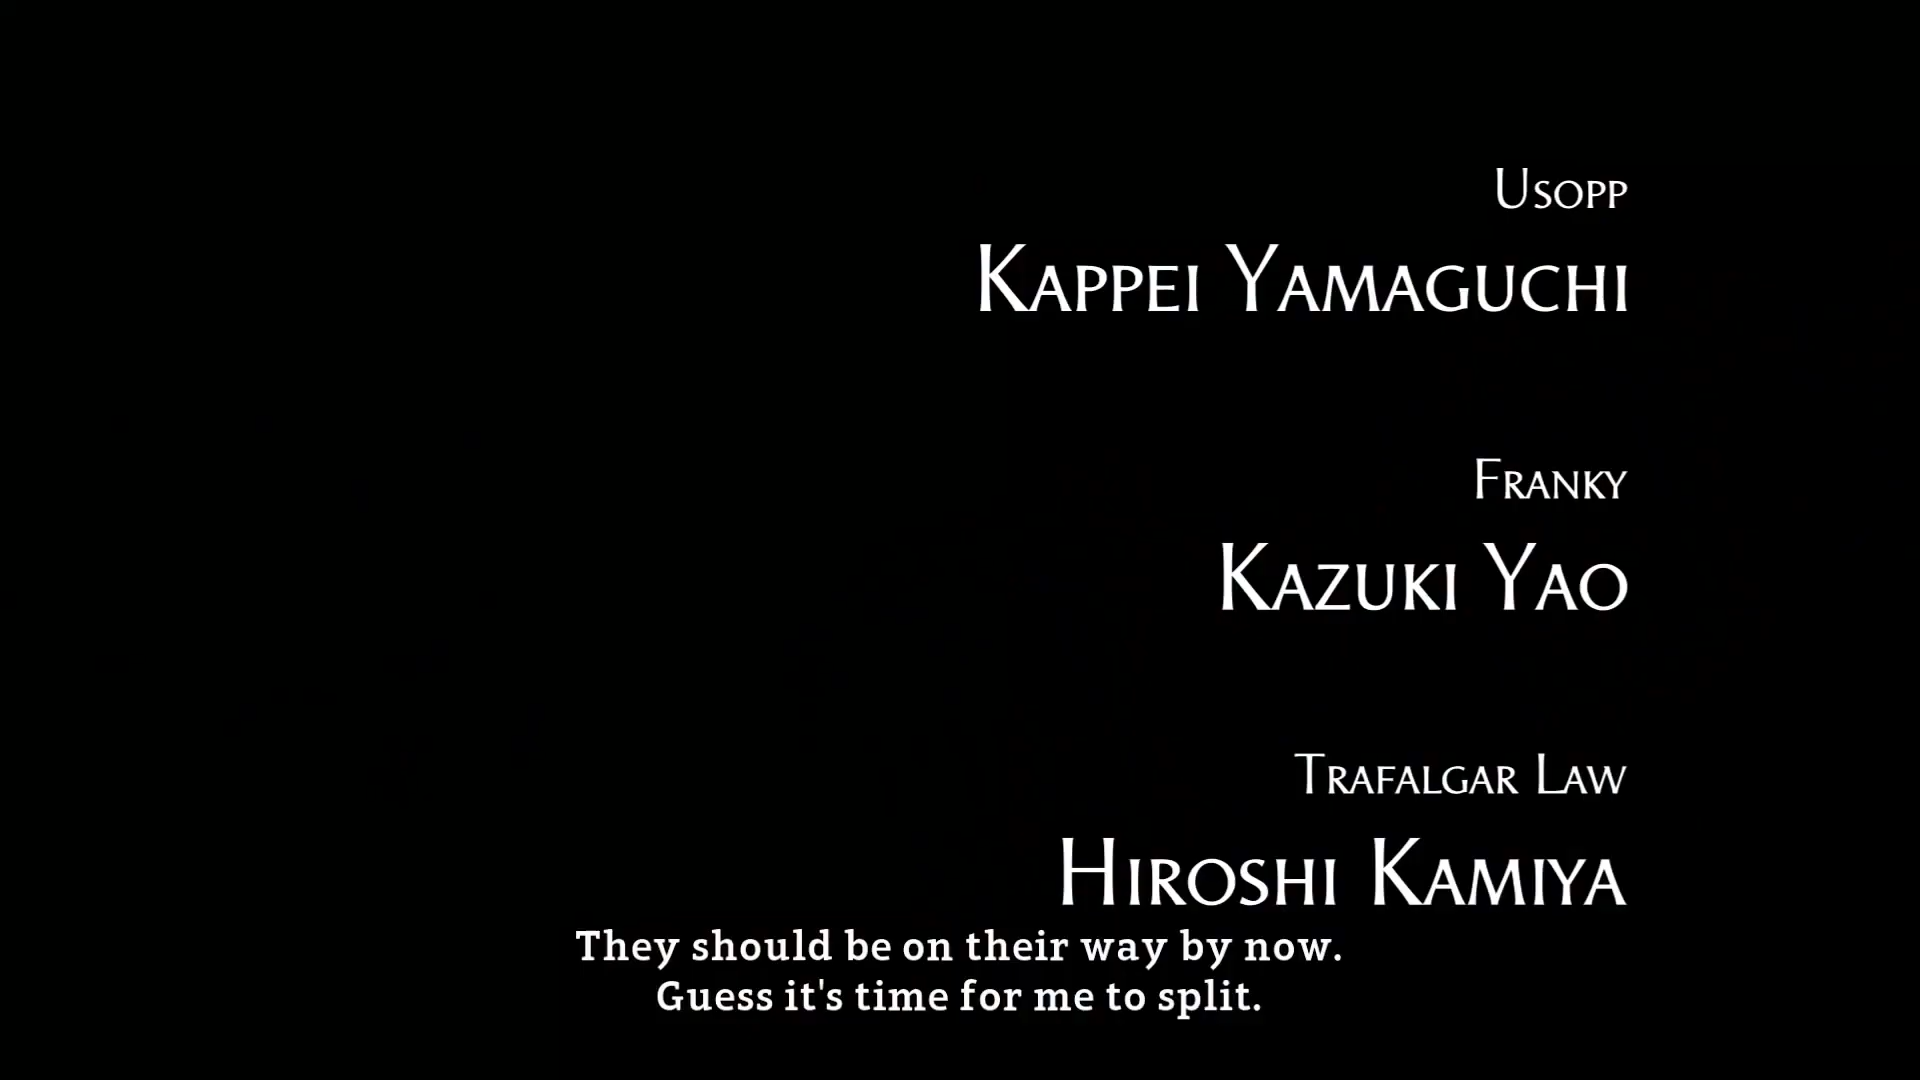 Usopp
Kappei Yamaguchi
Franky
Kazuki Yao
Trafalgar Law
Hiroshi Kamiya
They should be on their way by now.
Guess it's time for me to split.